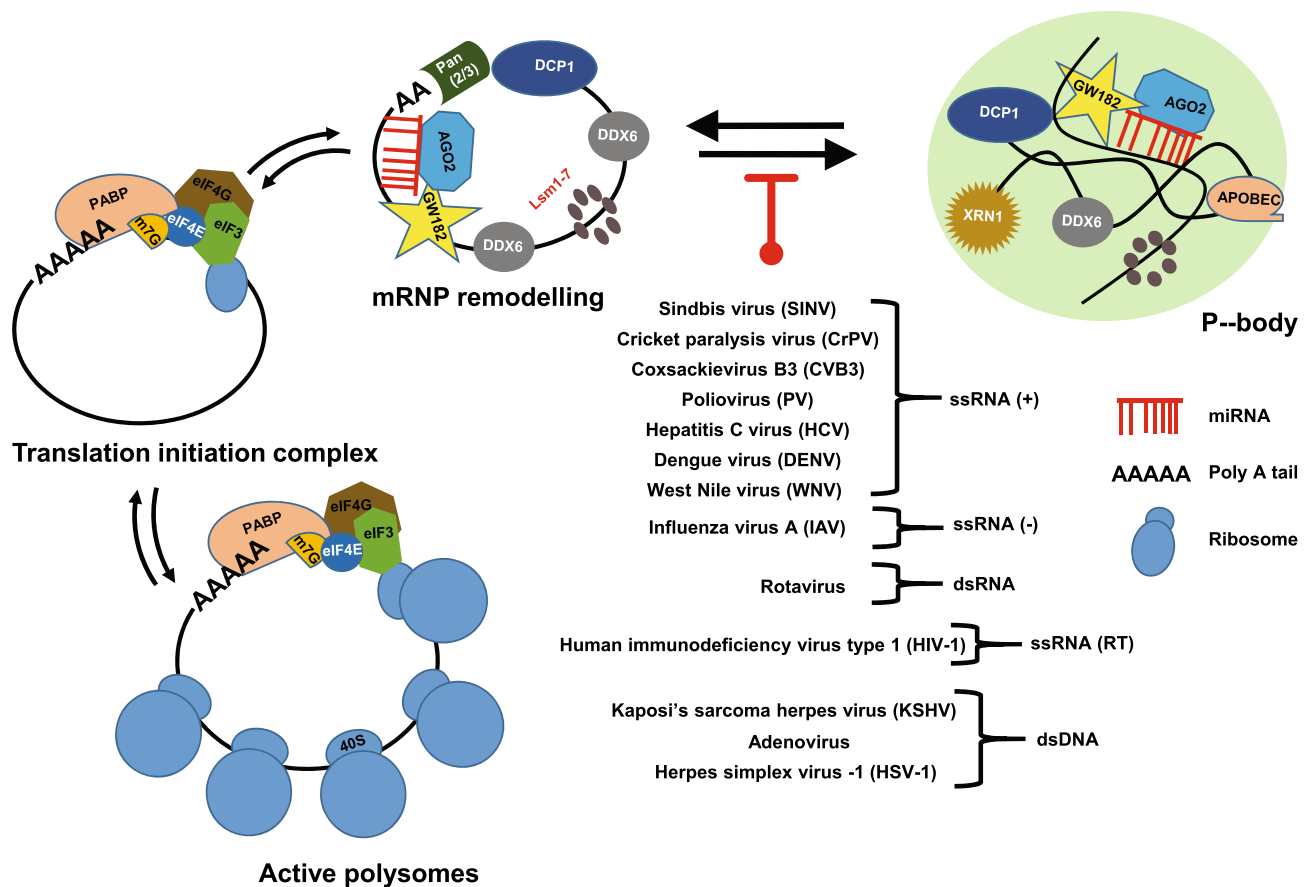 Pan
(2/3)
DCP1
AA
DDX6
AGO2
Lsm1-7
GW182
DDX6
mRNP remodelling
GW182
AGO2
DCP1
XRN1
DDX6
APOBEC
P--body
PABP
eIF4G
eIF4E
eIF3
m7G
AAAAA
Translation initiation complex
PABP
eIF4G
eIF3
m7G
eIF4E
AAAAA
40S
Active polysomes
Sindbis virus (SINV)
Cricket paralysis virus (CrPV)
Coxsackievirus B3 (CVB3)
Poliovirus (PV)
Hepatitis C virus (HCV)
Dengue virus (DENV)
West Nile virus (WNV)
ssRNA (+)
Influenza virus A (IAV)
ssRNA (-)
Rotavirus
dsRNA
Human immunodeficiency virus type 1 (HIV-1)
ssRNA (RT)
Kaposi's sarcoma herpes virus (KSHV)
Adenovirus
Herpes simplex virus -1 (HSV-1)
dsDNA
miRNA
AAAAA
Poly A tail
Ribosome